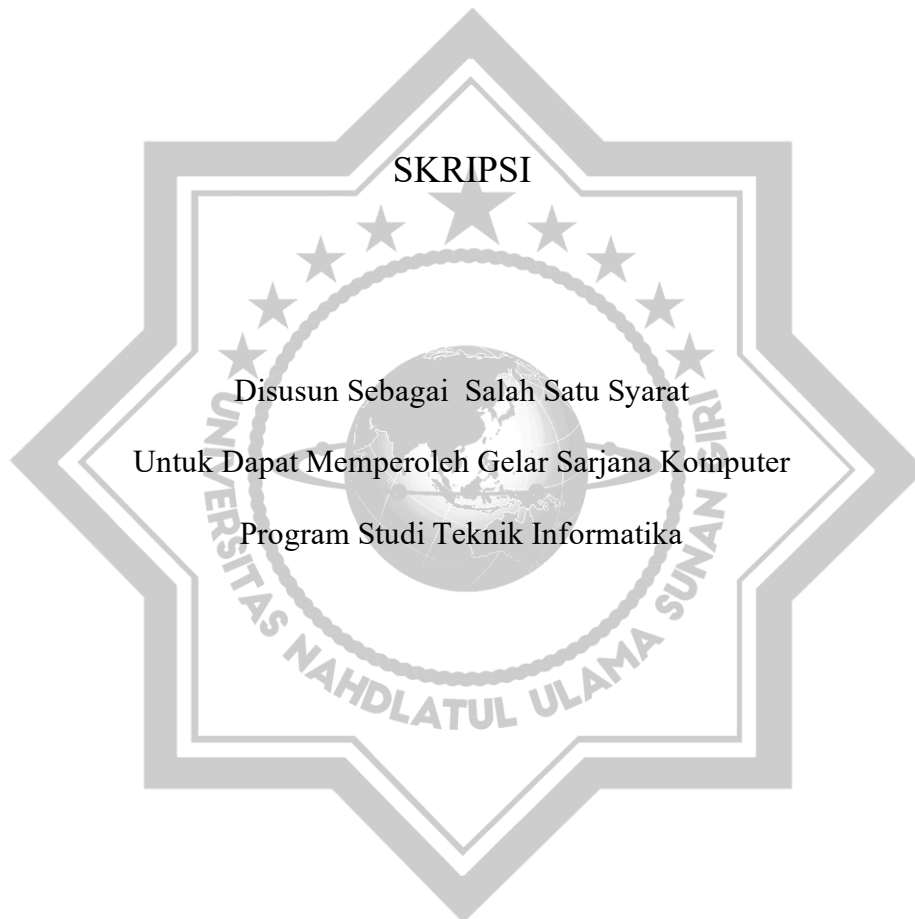 SKRIPSI
Disusun Sebagai  Salah Satu Syarat
Untuk Dapat Memperoleh Gelar Sarjana Komputer
Program Studi Teknik Informatika
UNIVERSITAS NAHDLATUL ULAMA SUNAN GIRI